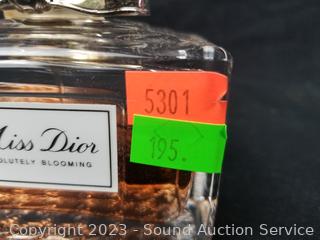 5301
195.
Miss Dior
OLUTELY BLOOMING
Copyright 2023 - Sound Auction Service